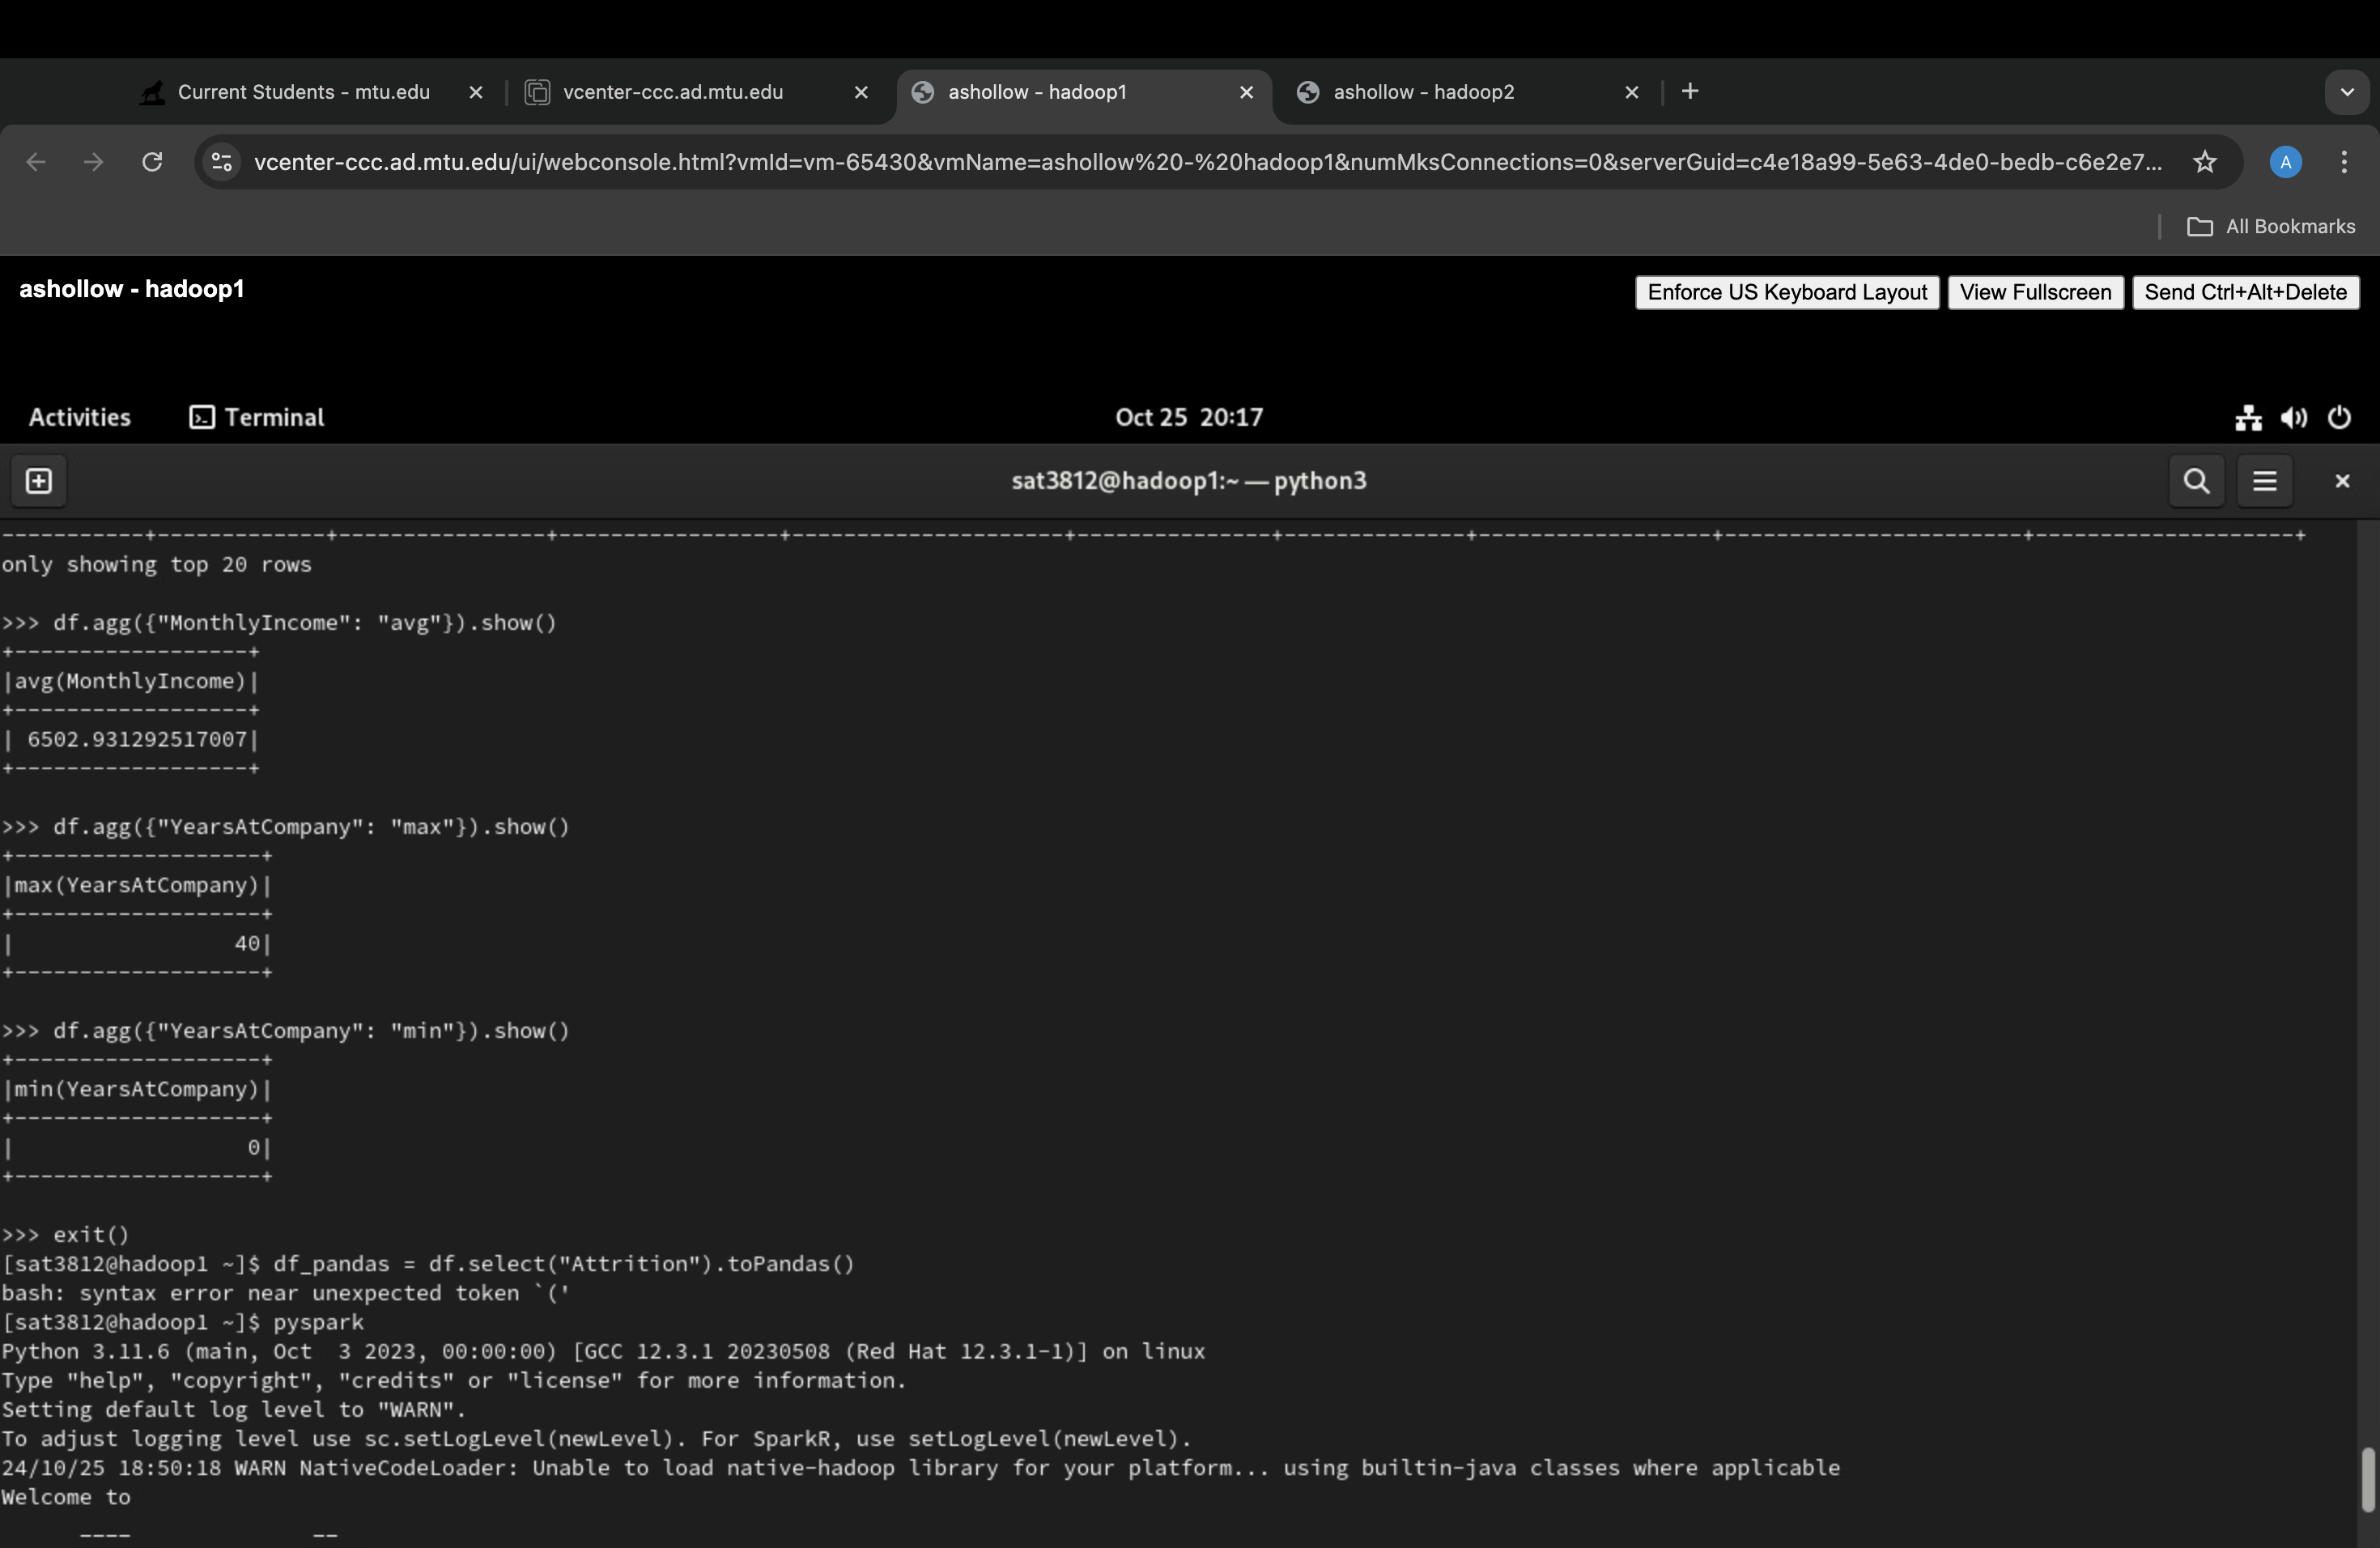 Current Students - mtu.edu
vcenter-ccc.ad.mtu.edu
ashollow - hadoop1
ashollow - hadoop2
vcenter-ccc.ad.mtu.edu/ui/webconsole.html?vmId=vm-65430&vmName=ashollow%20-%20hadoop1&numMksConnections=0&serverGuid=c4e18a99-5e63-4de0-bedb-c6e2e7...
A
All Bookmarks
ashollow - hadoop1
Enforce US Keyboard Layout
View Fullscreen
Send Ctrl+Alt+Delete
Activities
Terminal
Oct 25 20:17
sat3812@hadoop1:~ — python3
-----------+-------------+----------------+-----------------+---------------------+---------------+--------------+------------------+-----------------------+--------------------+
only showing top 20 rows
>>> df.agg({"MonthlyIncome": "avg"}).show()
+------------------+
|avg(MonthlyIncome)|
+------------------+
| 6502.931292517007|
+------------------+
>>> df.agg({"YearsAtCompany": "max"}).show()
+-------------------+
|max(YearsAtCompany)|
+-------------------+
|                 40|
+-------------------+
>>> df.agg({"YearsAtCompany": "min"}).show()
+-------------------+
|min(YearsAtCompany)|
+-------------------+
|                  0|
+-------------------+
>>> exit()
[sat3812@hadoop1 ~]$ df_pandas = df.select("Attrition").toPandas()
bash: syntax error near unexpected token `('
[sat3812@hadoop1 ~]$ pyspark
Python 3.11.6 (main, Oct  3 2023, 00:00:00) [GCC 12.3.1 20230508 (Red Hat 12.3.1-1)] on linux
Type "help", "copyright", "credits" or "license" for more information.
Setting default log level to "WARN".
To adjust logging level use sc.setLogLevel(newLevel). For SparkR, use setLogLevel(newLevel).
24/10/25 18:50:18 WARN NativeCodeLoader: Unable to load native-hadoop library for your platform... using builtin-java classes where applicable
Welcome to
      ____              __